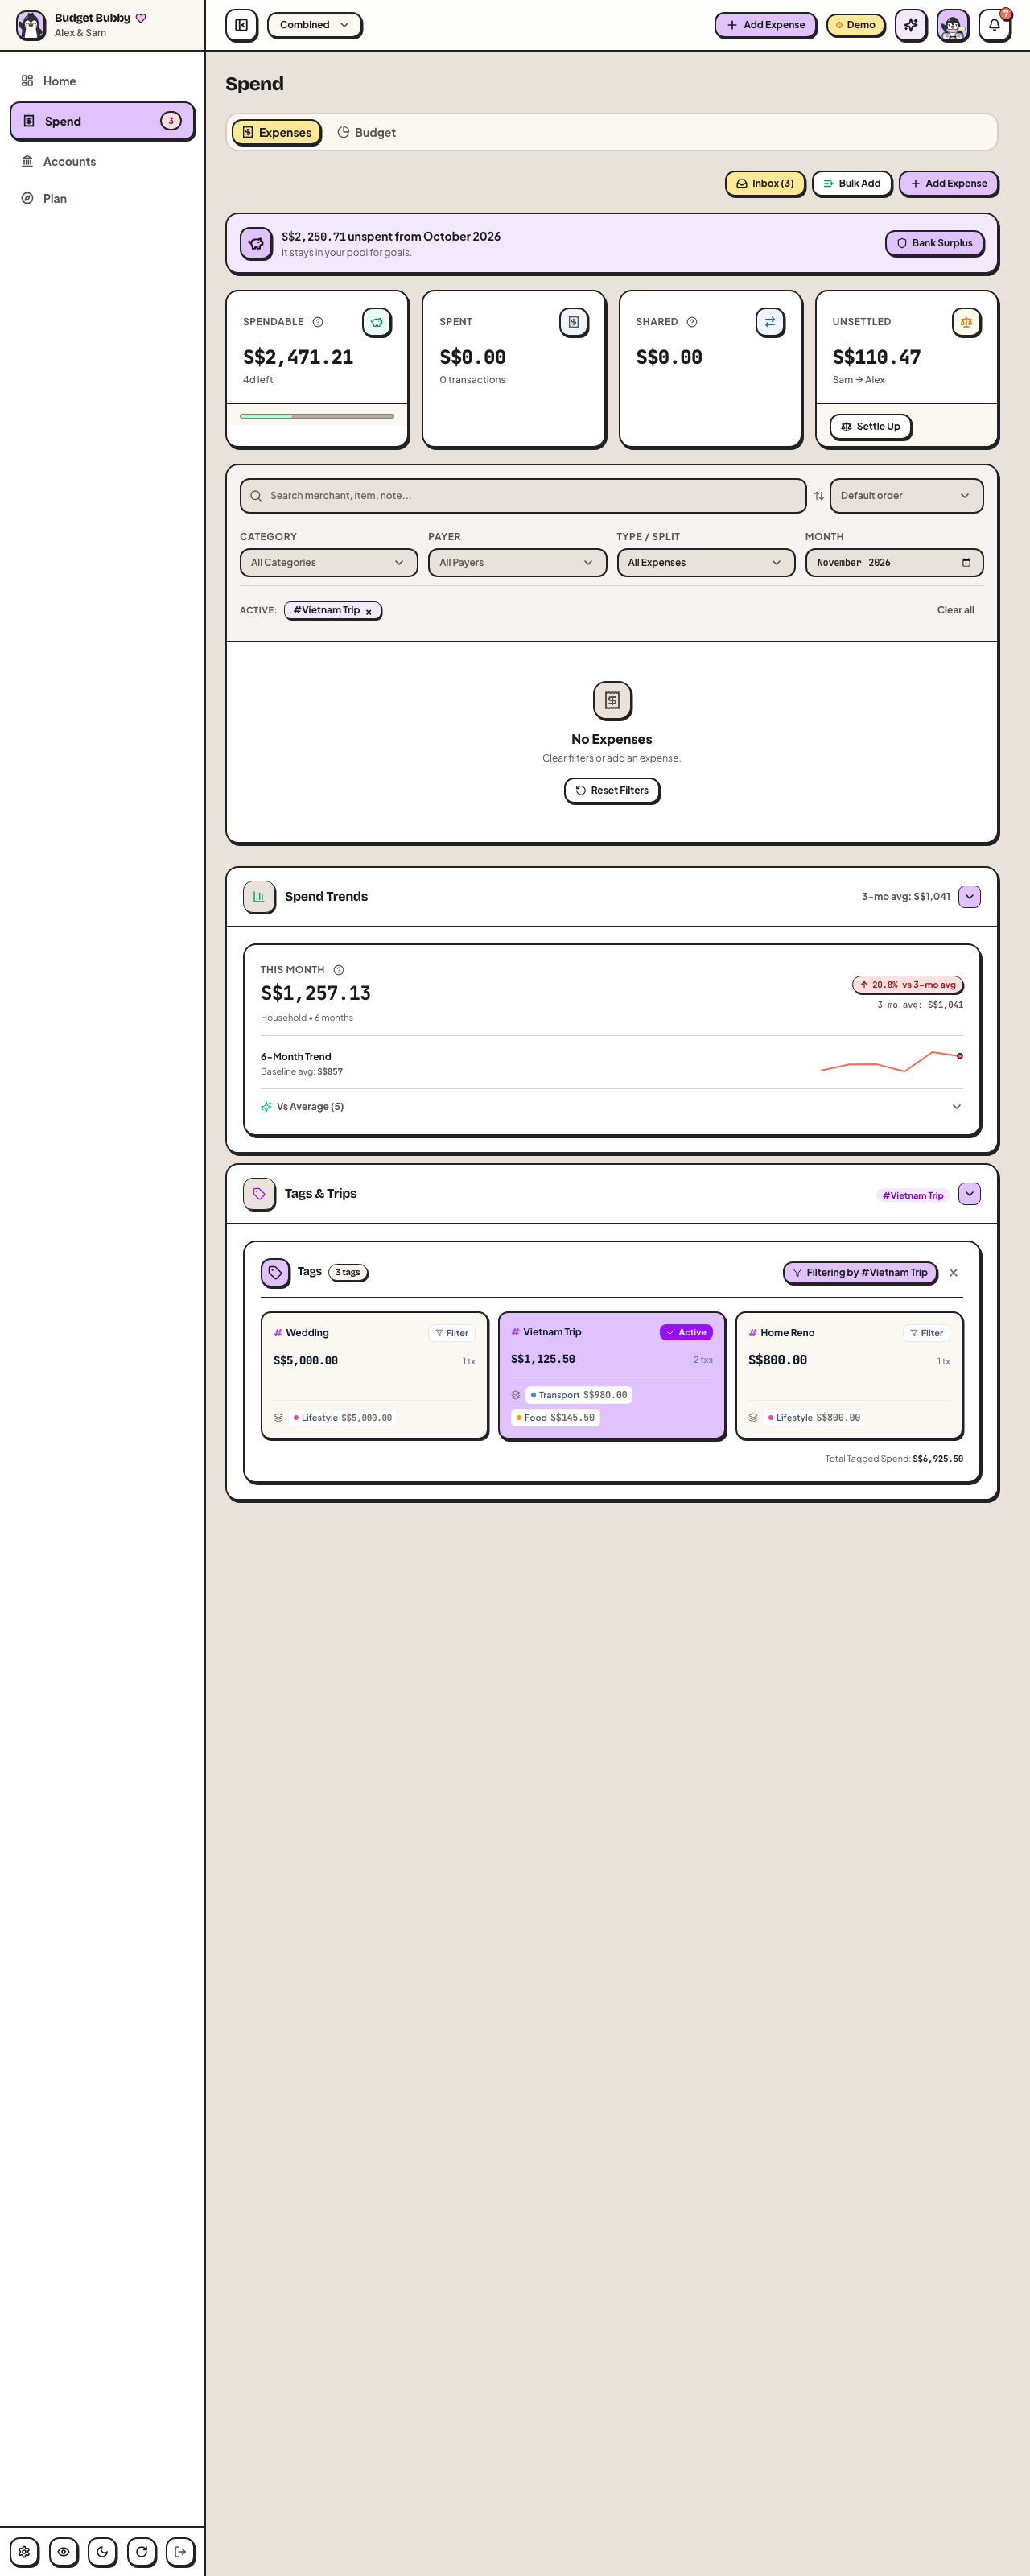 Budget Bubby
Alex & Sam
Combined
Add Expense
Demo
7
Home
Spend
3
Accounts
Plan
Spend
Expenses
Budget
Inbox (3)
Bulk Add
Add Expense
S$2,250.71 unspent from October 2026
It stays in your pool for goals.
Bank Surplus
SPENDABLE
S$2,471.21
4d left
SPENT
S$0.00
0 transactions
SHARED
S$0.00
UNSETTLED
S$110.47
Sam → Alex
Settle Up
Search merchant, item, note...
Default order
CATEGORY
All Categories
PAYER
All Payers
TYPE / SPLIT
All Expenses
MONTH
November 2026
ACTIVE:
#Vietnam Trip ×
Clear all
No Expenses
Clear filters or add an expense.
Reset Filters
Spend Trends
3-mo avg: S$1,041
THIS MONTH
S$1,257.13
Household • 6 months
↑ 20.8% vs 3-mo avg
3-mo avg: S$1,041
6-Month Trend
Baseline avg: S$857
Vs Average (5)
Tags & Trips
#Vietnam Trip
Tags
3 tags
Filtering by #Vietnam Trip
# Wedding
Filter
S$5,000.00
1 tx
Lifestyle S$5,000.00
# Vietnam Trip
Active
S$1,125.50
2 txs
Transport S$980.00
Food S$145.50
# Home Reno
Filter
S$800.00
1 tx
Lifestyle S$800.00
Total Tagged Spend: S$6,925.50